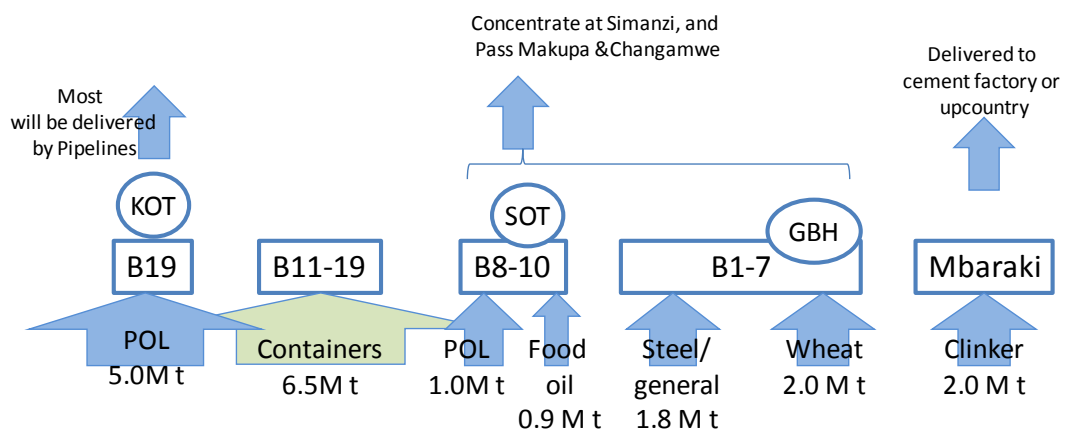 Concentrate at Simanzi, and
Pass Makupa &Changamwe
Most
will be delivered
by Pipelines
Delivered to
cement factory or
upcountry
KOT
SOT
GBH
B19
B11-19
B8-10
B1-7
Mbaraki
POL
5.0M t
Containers
6.5M t
POL
1.0M t
Food
oil
0.9 M t
Steel/
general
1.8 M t
Wheat
2.0 M t
Clinker
2.0 M t